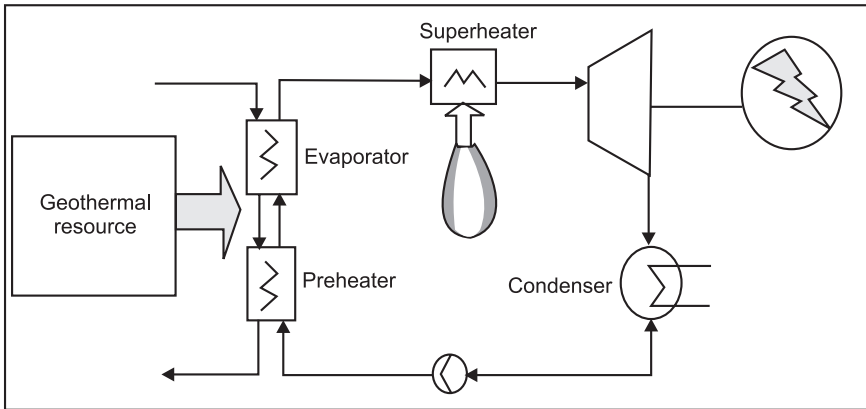 Superheater
Evaporator
Geothermal
resource
Preheater
Condenser